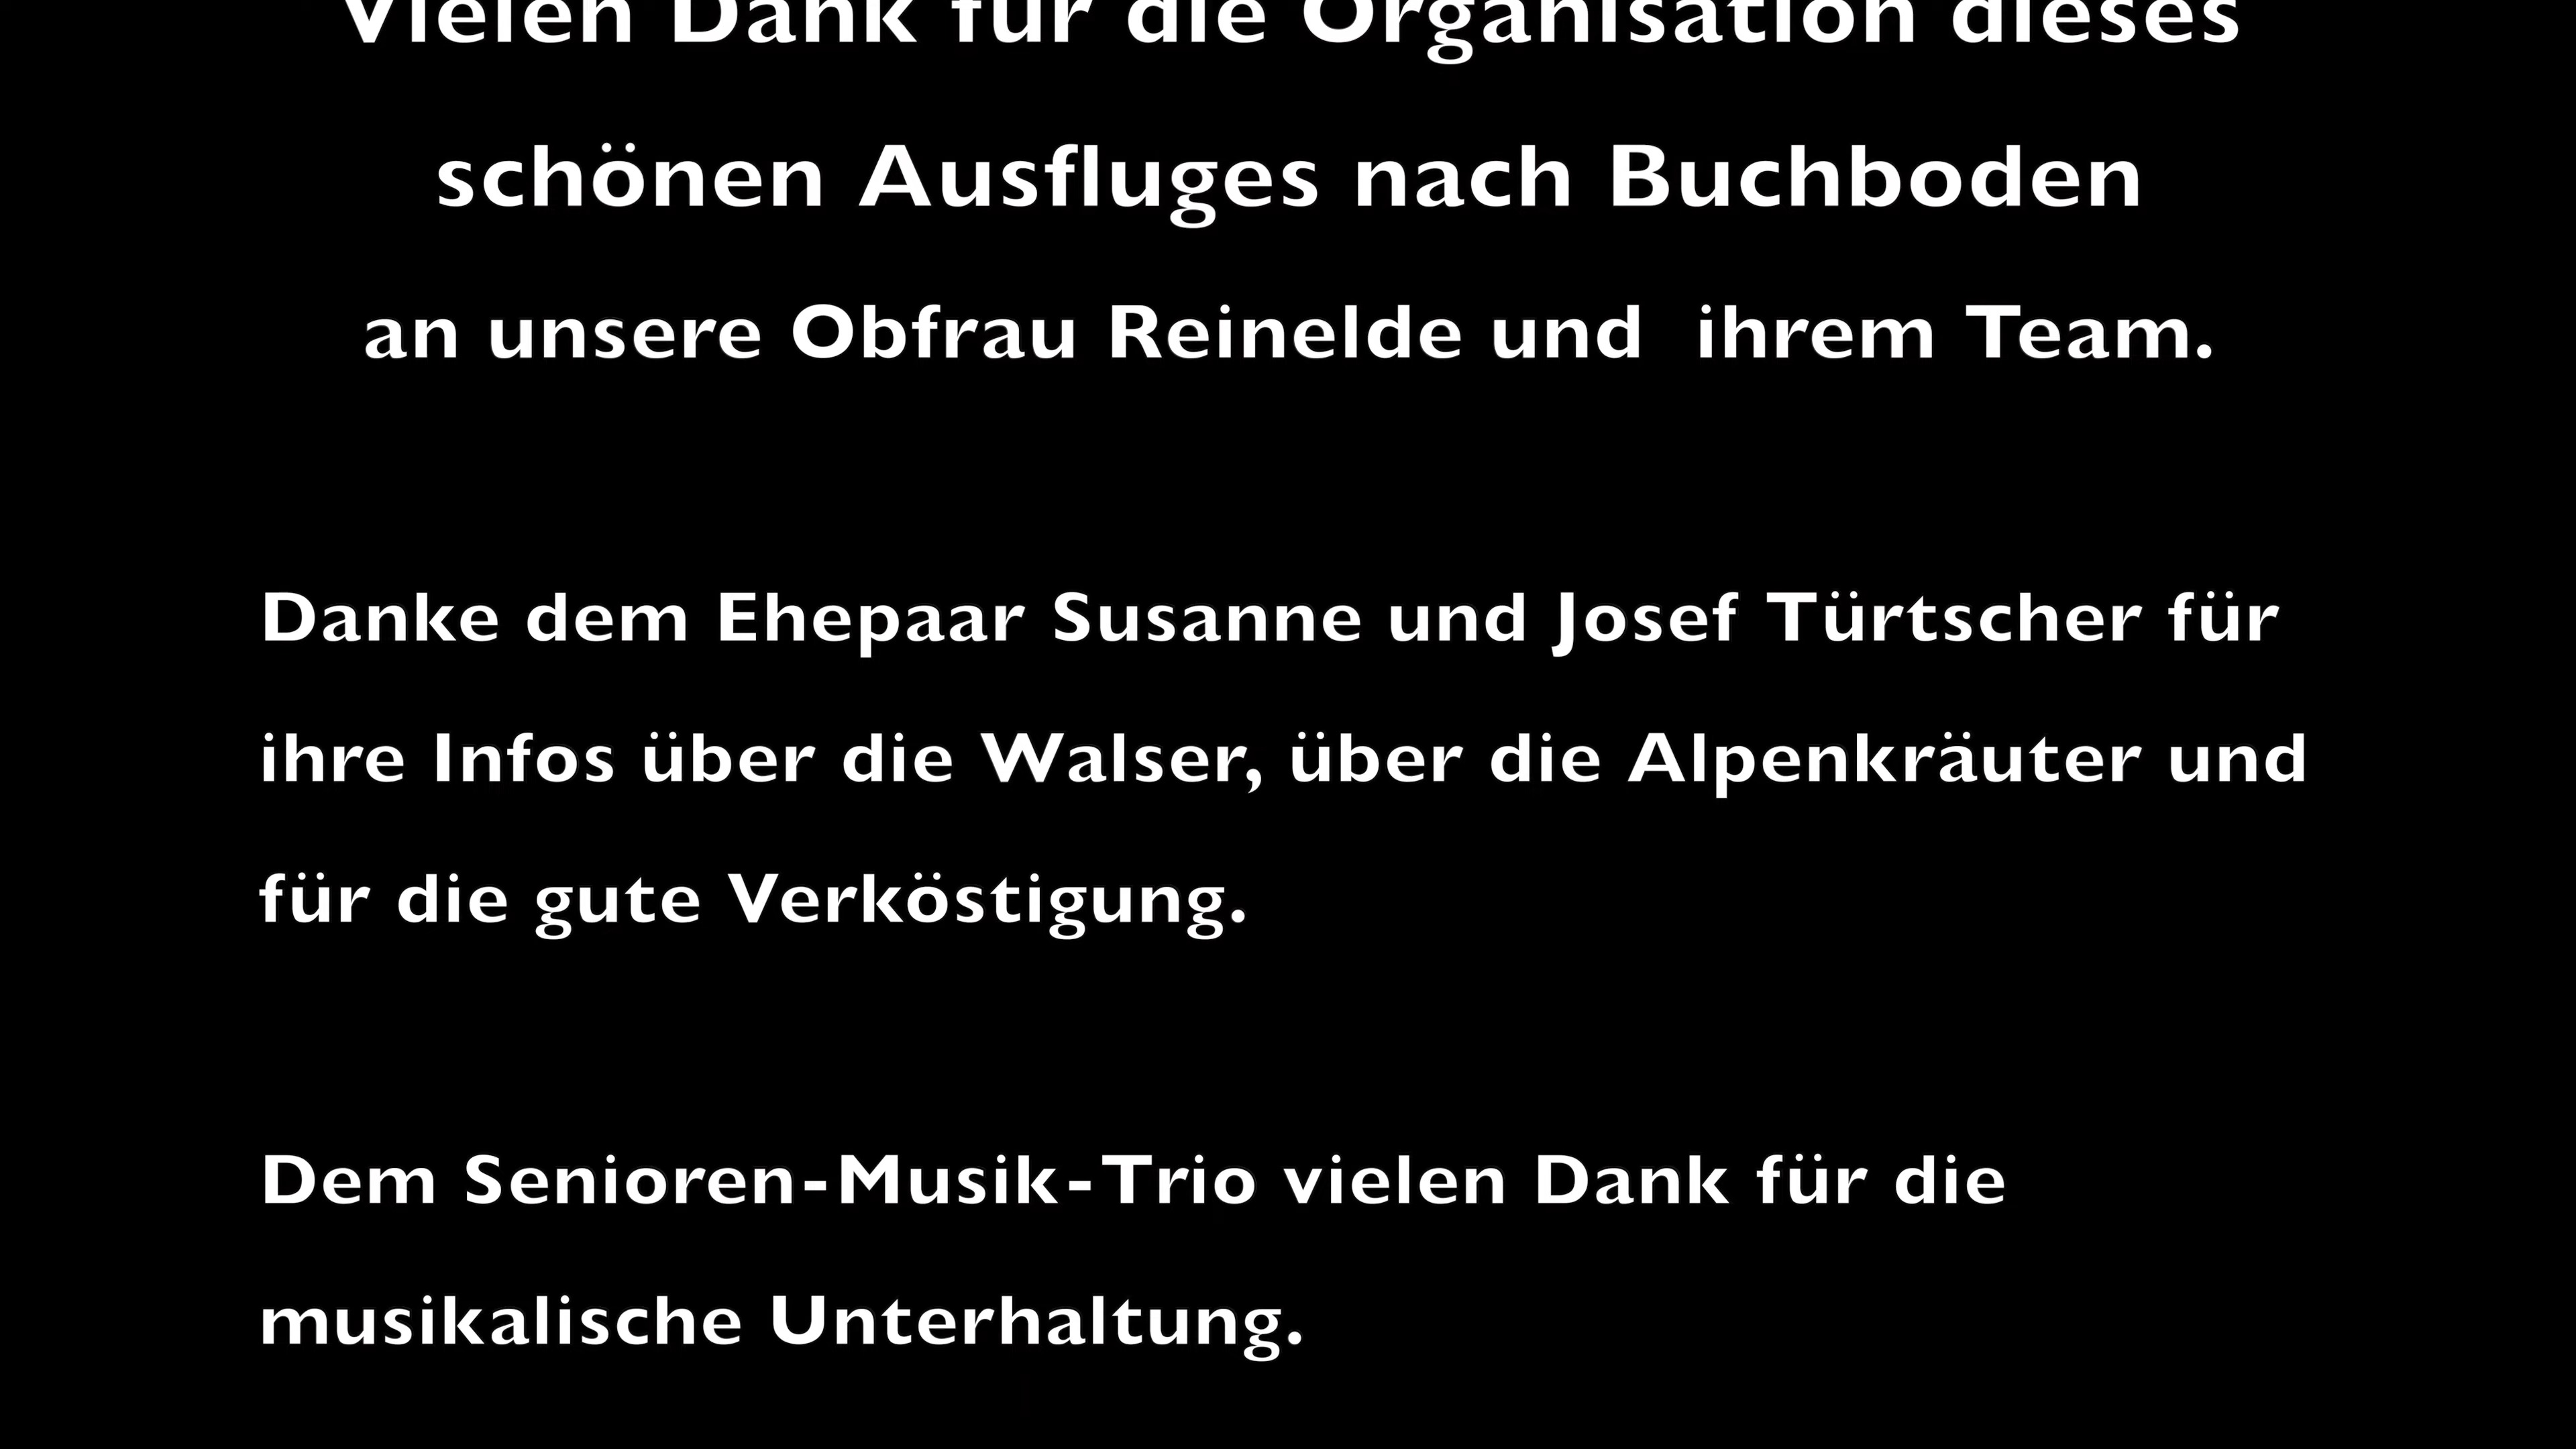 Vielen Dank für die Organisation dieses
schönen Ausfluges nach Buchboden
an unsere Obfrau Reinelde und  ihrem Team.
Danke dem Ehepaar Susanne und Josef Türtscher für
ihre Infos über die Walser, über die Alpenkräuter und
für die gute Verköstigung.
Dem Senioren-Musik-Trio vielen Dank für die
musikalische Unterhaltung.